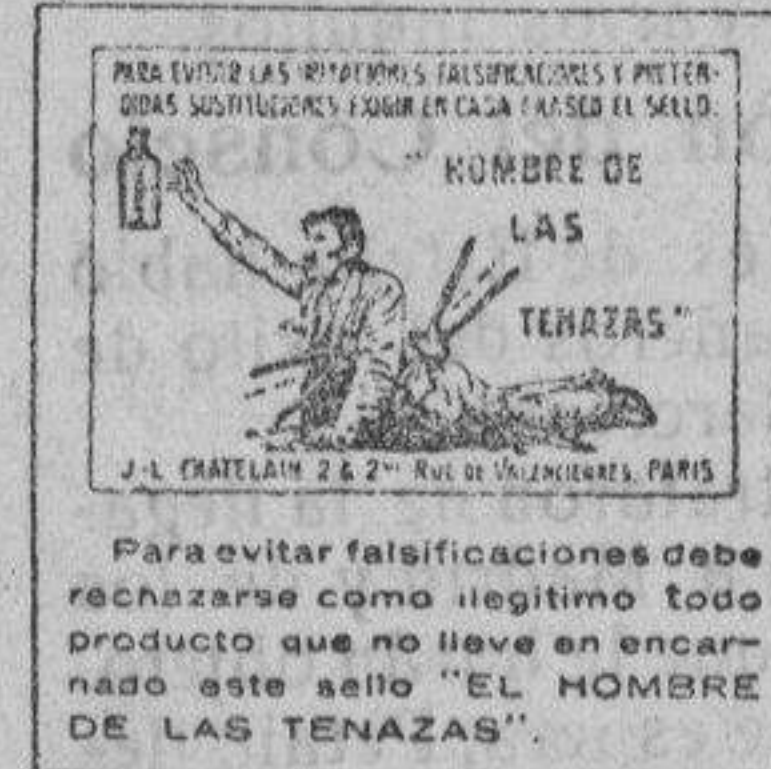 PARA EVITAR LAS IMITACIONES, FALSIFICACIONES Y PRETEN-
DIDAS SUSTITUCIONES EXIGIR EN CADA FRASCO EL SELLO.
"HOMBRE DE
LAS
TENAZAS"
J-L CHATELAIN 2 & 2bis RUE DE VALENCIENNES, PARIS
Para evitar falsificaciones debe
rechazarse como ilegitimo todo
producto que no lleve en encar-
nado este sello "EL HOMBRE
DE LAS TENAZAS".